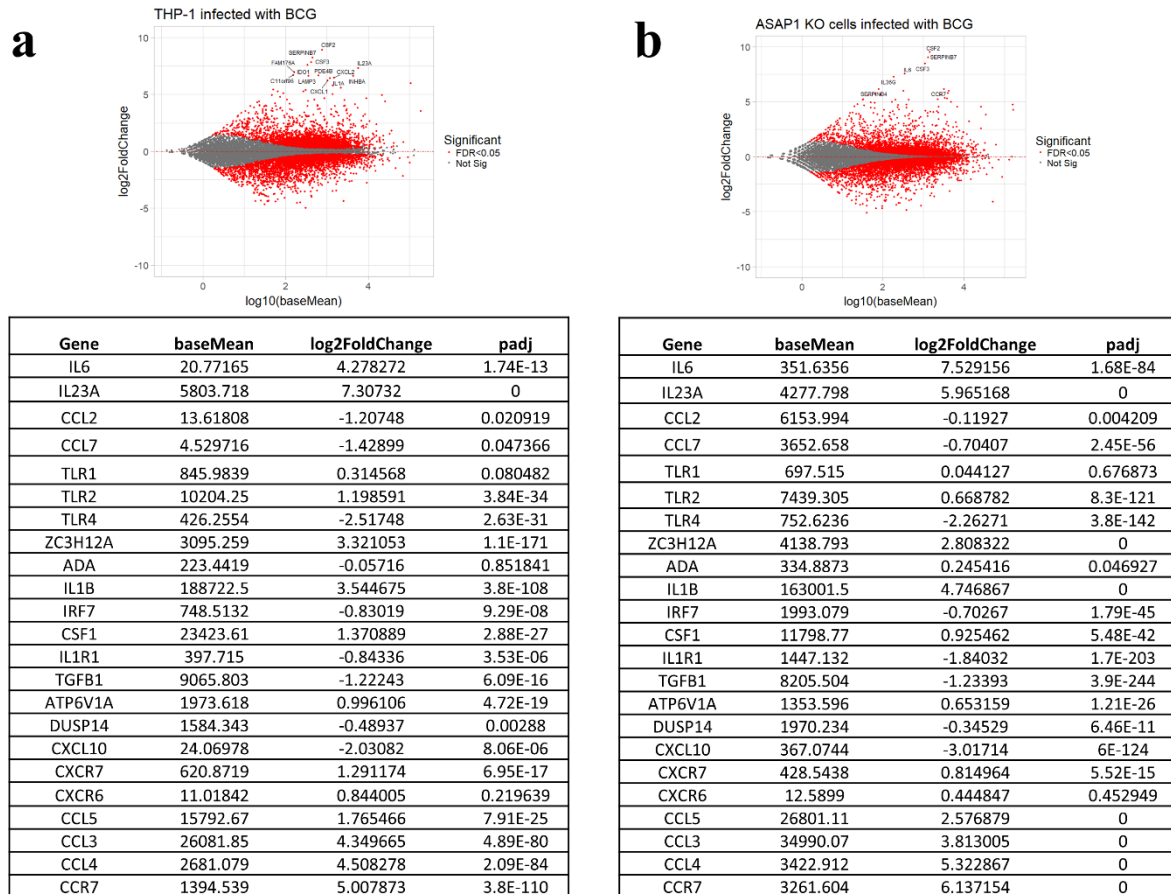 a
THP-1 infected with BCG
10
5
0
-5
-10
log2FoldChange
CSF2
SERPINB7
CSF3
IL23A
FAM176A
IDO1
PDE4B
CXCL2
C11orf96
LAMP3
IL1A
INHBA
CXCL1
Significant
FDR<0.05
Not Sig
0
2
4
log10(baseMean)
b
ASAP1 KO cells infected with BCG
10
5
0
-5
-10
log2FoldChange
CSF2
SERPINB7
CSF3
IL6
IL36G
SERPINB4
CCR7
Significant
FDR<0.05
Not Sig
0
2
4
log10(baseMean)
Gene baseMean log2FoldChange padj
IL6 20.77165 4.278272 1.74E-13
IL23A 5803.718 7.30732 0
CCL2 13.61808 -1.20748 0.020919
CCL7 4.529716 -1.42899 0.047366
TLR1 845.9839 0.314568 0.080482
TLR2 10204.25 1.198591 3.84E-34
TLR4 426.2554 -2.51748 2.63E-31
ZC3H12A 3095.259 3.321053 1.1E-171
ADA 223.4419 -0.05716 0.851841
IL1B 188722.5 3.544675 3.8E-108
IRF7 748.5132 -0.83019 9.29E-08
CSF1 23423.61 1.370889 2.88E-27
IL1R1 397.715 -0.84336 3.53E-06
TGFB1 9065.803 -1.22243 6.09E-16
ATP6V1A 1973.618 0.996106 4.72E-19
DUSP14 1584.343 -0.48937 0.00288
CXCL10 24.06978 -2.03082 8.06E-06
CXCR7 620.8719 1.291174 6.95E-17
CXCR6 11.01842 0.844005 0.219639
CCL5 15792.67 1.765466 7.91E-25
CCL3 26081.85 4.349665 4.89E-80
CCL4 2681.079 4.508278 2.09E-84
CCR7 1394.539 5.007873 3.8E-110
Gene baseMean log2FoldChange padj
IL6 351.6356 7.529156 1.68E-84
IL23A 4277.798 5.965168 0
CCL2 6153.994 -0.11927 0.004209
CCL7 3652.658 -0.70407 2.45E-56
TLR1 697.515 0.044127 0.676873
TLR2 7439.305 0.668782 8.3E-121
TLR4 752.6236 -2.26271 3.8E-142
ZC3H12A 4138.793 2.808322 0
ADA 334.8873 0.245416 0.046927
IL1B 163001.5 4.746867 0
IRF7 1993.079 -0.70267 1.79E-45
CSF1 11798.77 0.925462 5.48E-42
IL1R1 1447.132 -1.84032 1.7E-203
TGFB1 8205.504 -1.23393 3.9E-244
ATP6V1A 1353.596 0.653159 1.21E-26
DUSP14 1970.234 -0.34529 6.46E-11
CXCL10 367.0744 -3.01714 6E-124
CXCR7 428.5438 0.814964 5.52E-15
CXCR6 12.5899 0.444847 0.452949
CCL5 26801.11 2.576879 0
CCL3 34990.07 3.813005 0
CCL4 3422.912 5.322867 0
CCR7 3261.604 6.137154 0